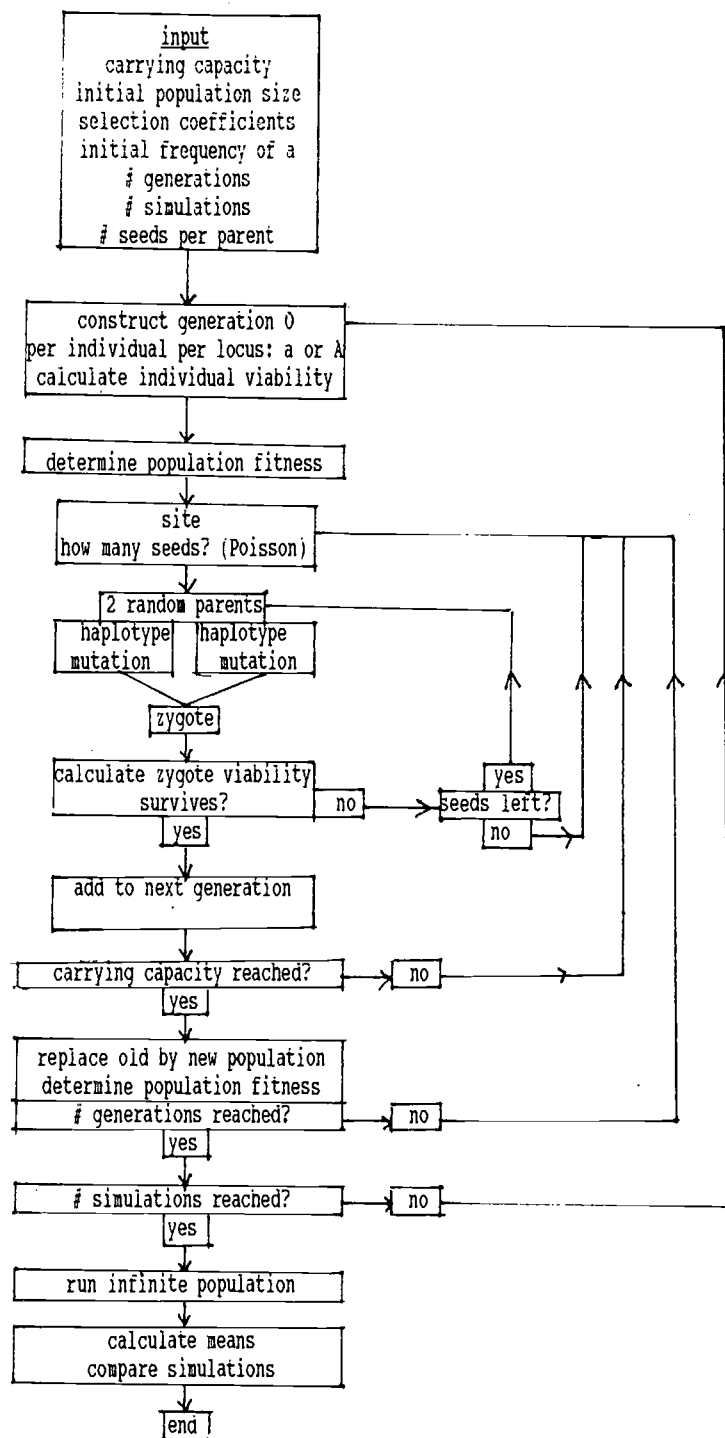 input
carrying capacity
initial population size
selection coefficients
initial frequency of a
# generations
# simulations
# seeds per parent
construct generation 0
per individual per locus: a or A
calculate individual viability
determine population fitness
site
how many seeds? (Poisson)
2 random parents
haplotype haplotype
mutation mutation
zygote
calculate zygote viability
survives?
no
yes
seeds left?
no
yes
add to next generation
carrying capacity reached?
no
yes
replace old by new population
determine population fitness
# generations reached?
no
yes
# simulations reached?
no
yes
run infinite population
calculate means
compare simulations
end